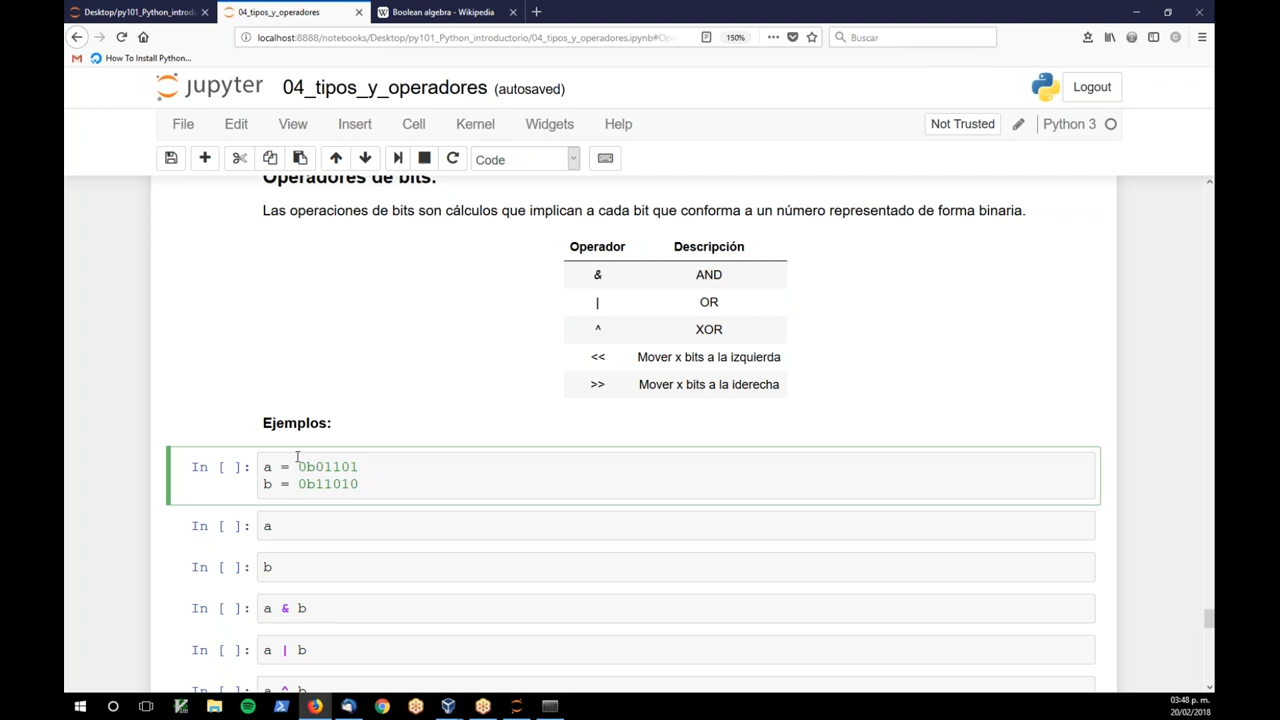 Desktop/py101_Python_introdu
04_tipos_y_operadores
Boolean algebra - Wikipedia
localhost:8888/notebooks/Desktop/py101_Python_introductorio/04_tipos_y_operadores.ipynb#Ope
150%
Buscar
How To Install Python...
jupyter 04_tipos_y_operadores (autosaved)
Logout
File Edit View Insert Cell Kernel Widgets Help
Not Trusted
Python 3
Code
Operadores de bits.
Las operaciones de bits son cálculos que implican a cada bit que conforma a un número representado de forma binaria.
Operador Descripción
& AND
| OR
^ XOR
<< Mover x bits a la izquierda
>> Mover x bits a la iderecha
Ejemplos:
In [ ]: a = 0b01101
b = 0b11010
In [ ]: a
In [ ]: b
In [ ]: a & b
In [ ]: a | b
In [ ]: a ^ b
03:48 p. m.
20/02/2018